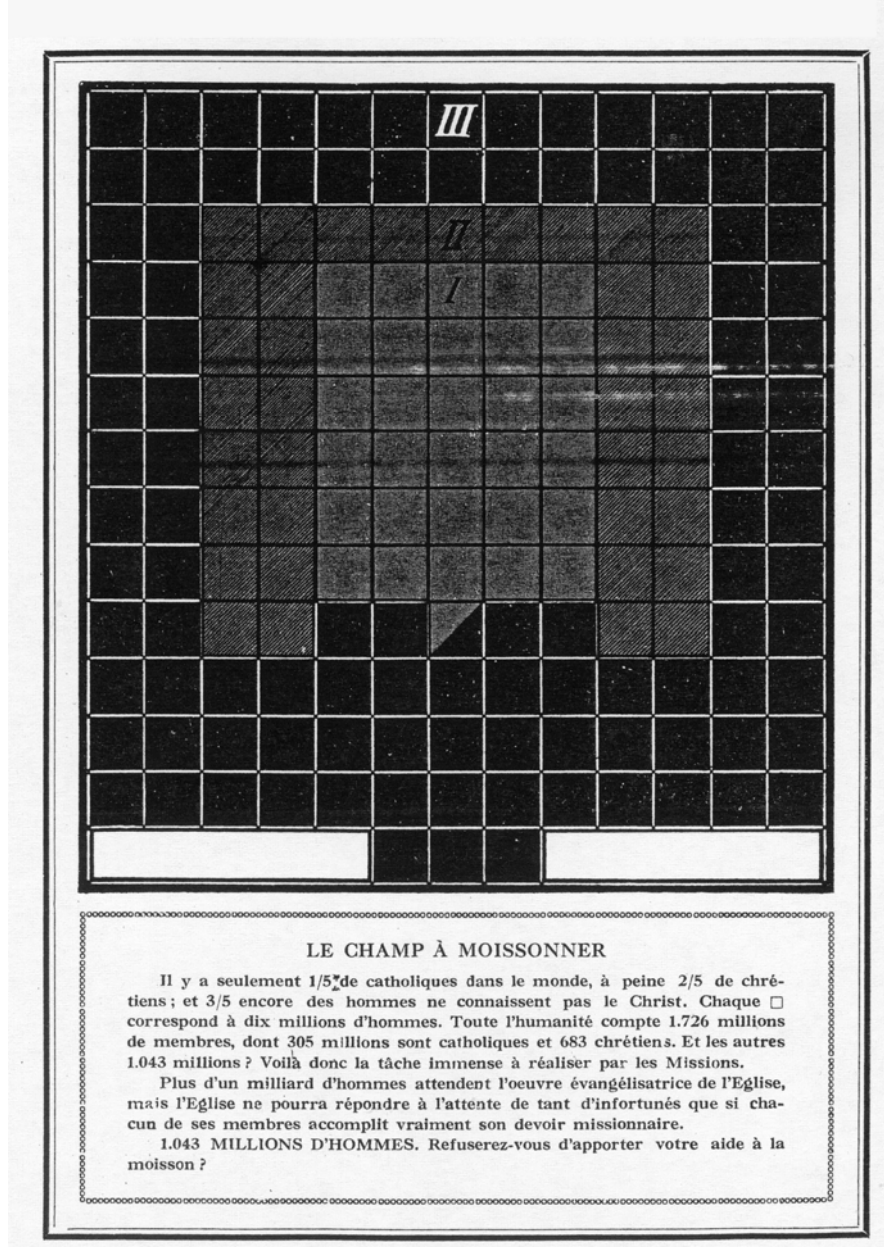 III
II
I
LE CHAMP À MOISSONNER
Il y a seulement 1/5 de catholiques dans le monde, à peine 2/5 de chré-
tiens ; et 3/5 encore des hommes ne connaissent pas le Christ. Chaque □
correspond à dix millions d'hommes. Toute l'humanité compte 1.726 millions
de membres, dont 305 millions sont catholiques et 683 chrétiens. Et les autres
1.043 millions ? Voilà donc la tâche immense à réaliser par les Missions.
Plus d'un milliard d'hommes attendent l'oeuvre évangélisatrice de l'Eglise,
mais l'Eglise ne pourra répondre à l'attente de tant d'infortunés que si cha-
cun de ses membres accomplit vraiment son devoir missionnaire.
1.043 MILLIONS D'HOMMES. Refuserez-vous d'apporter votre aide à la
moisson ?